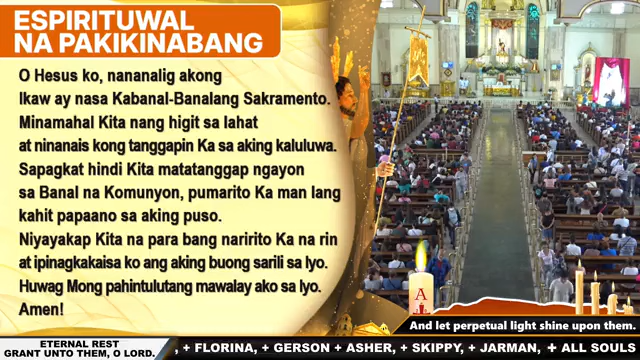 ESPIRITUWAL
NA PAKIKINABANG
O Hesus ko, nananalig akong
Ikaw ay nasa Kabanal-Banalang Sakramento.
Minamahal Kita nang higit sa lahat
at ninanais kong tanggapin Ka sa aking kaluluwa.
Sapagkat hindi Kita matatanggap ngayon
sa Banal na Komunyon, pumarito Ka man lang
kahit papaano sa aking puso.
Niyayakap Kita na para bang naririto Ka na rin
at ipinagkakaisa ko ang aking buong sarili sa Iyo.
Huwag Mong pahintulutang mawalay ako sa Iyo.
Amen!
A
And let perpetual light shine upon them.
ETERNAL REST
GRANT UNTO THEM, O LORD.
, + FLORINA, + GERSON + ASHER, + SKIPPY, + JARMAN, + ALL SOULS